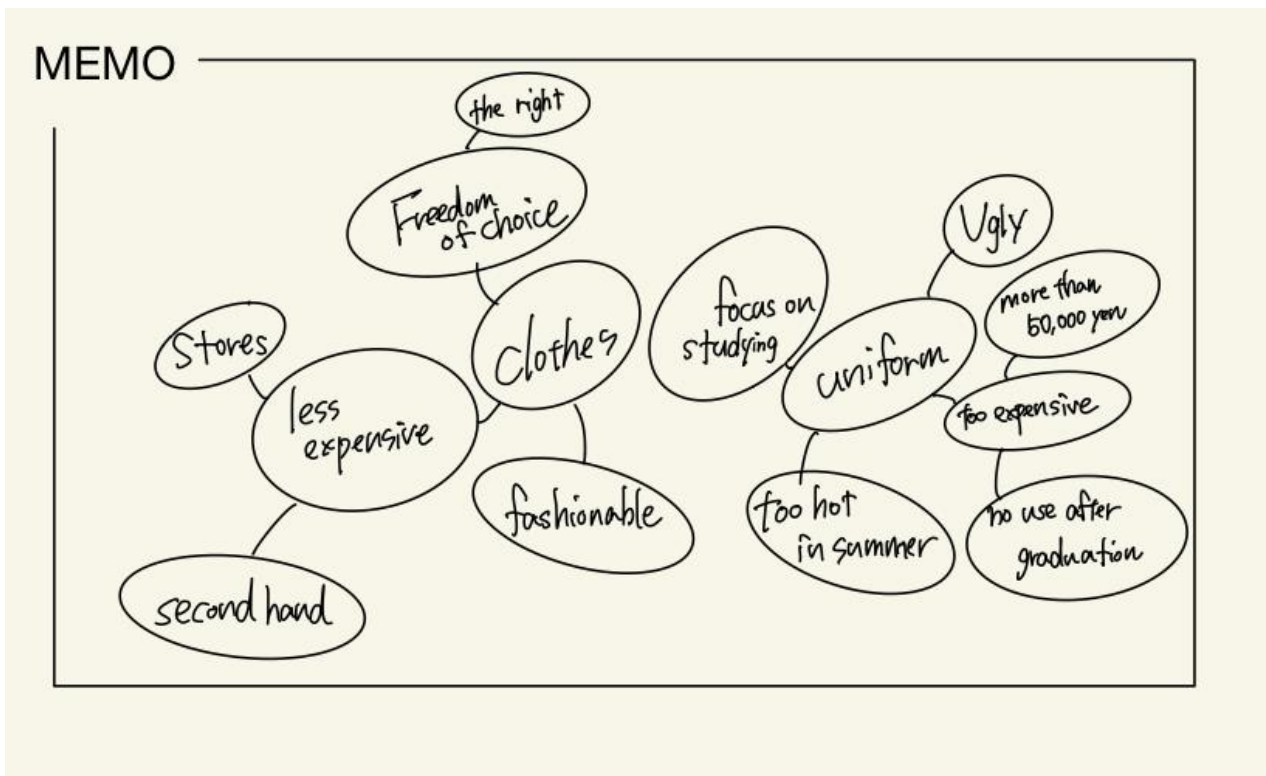 MEMO
the right
Freedom
of choice
Clothes
Stores
less
expensive
second hand
fashionable
focus on
studying
uniform
Ugly
more than
50,000 yen
too expensive
no use after
graduation
too hot
in summer